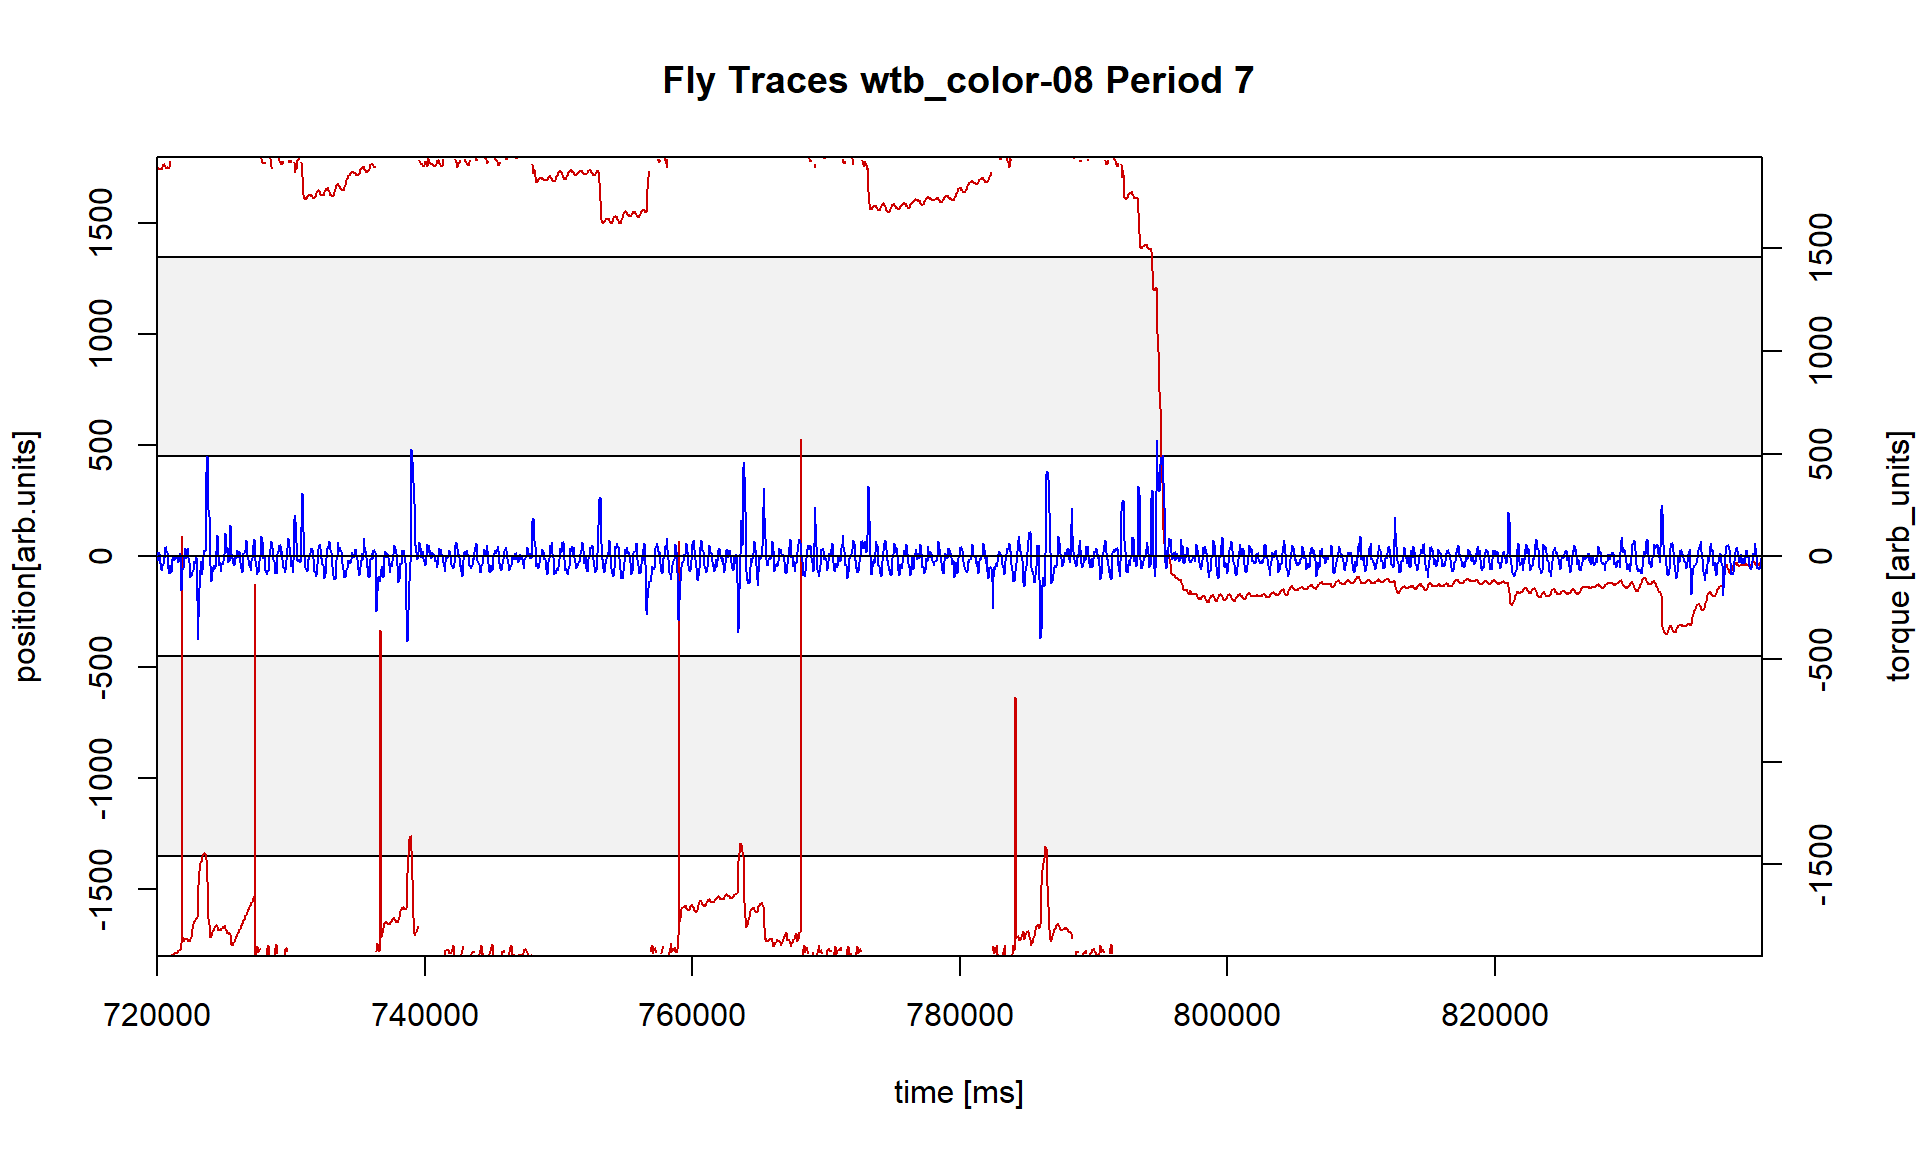 Fly Traces wtb_color-08 Period 7
position[arb.units]
1500
1000
500
0
-500
-1000
-1500
1500
1000
500
0
-500
-1500
torque [arb_units]
720000 740000 760000 780000 800000 820000
time [ms]